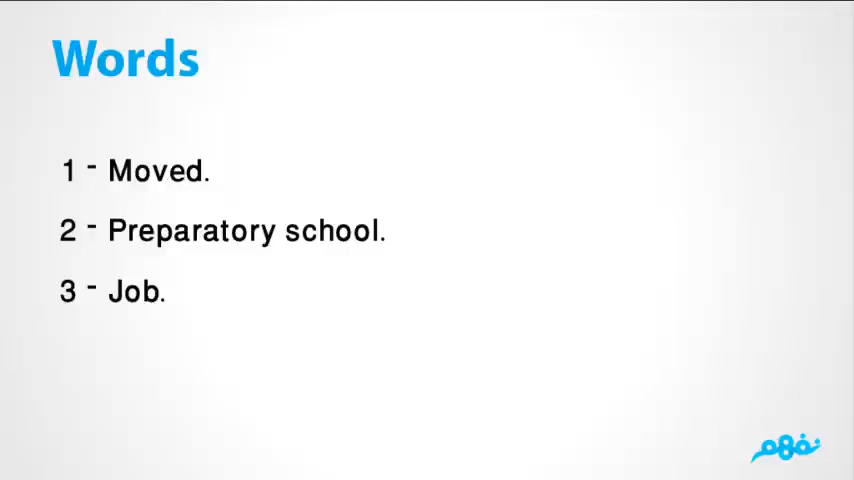 Words
1 - Moved.
2 - Preparatory school.
3 - Job.
نفهم